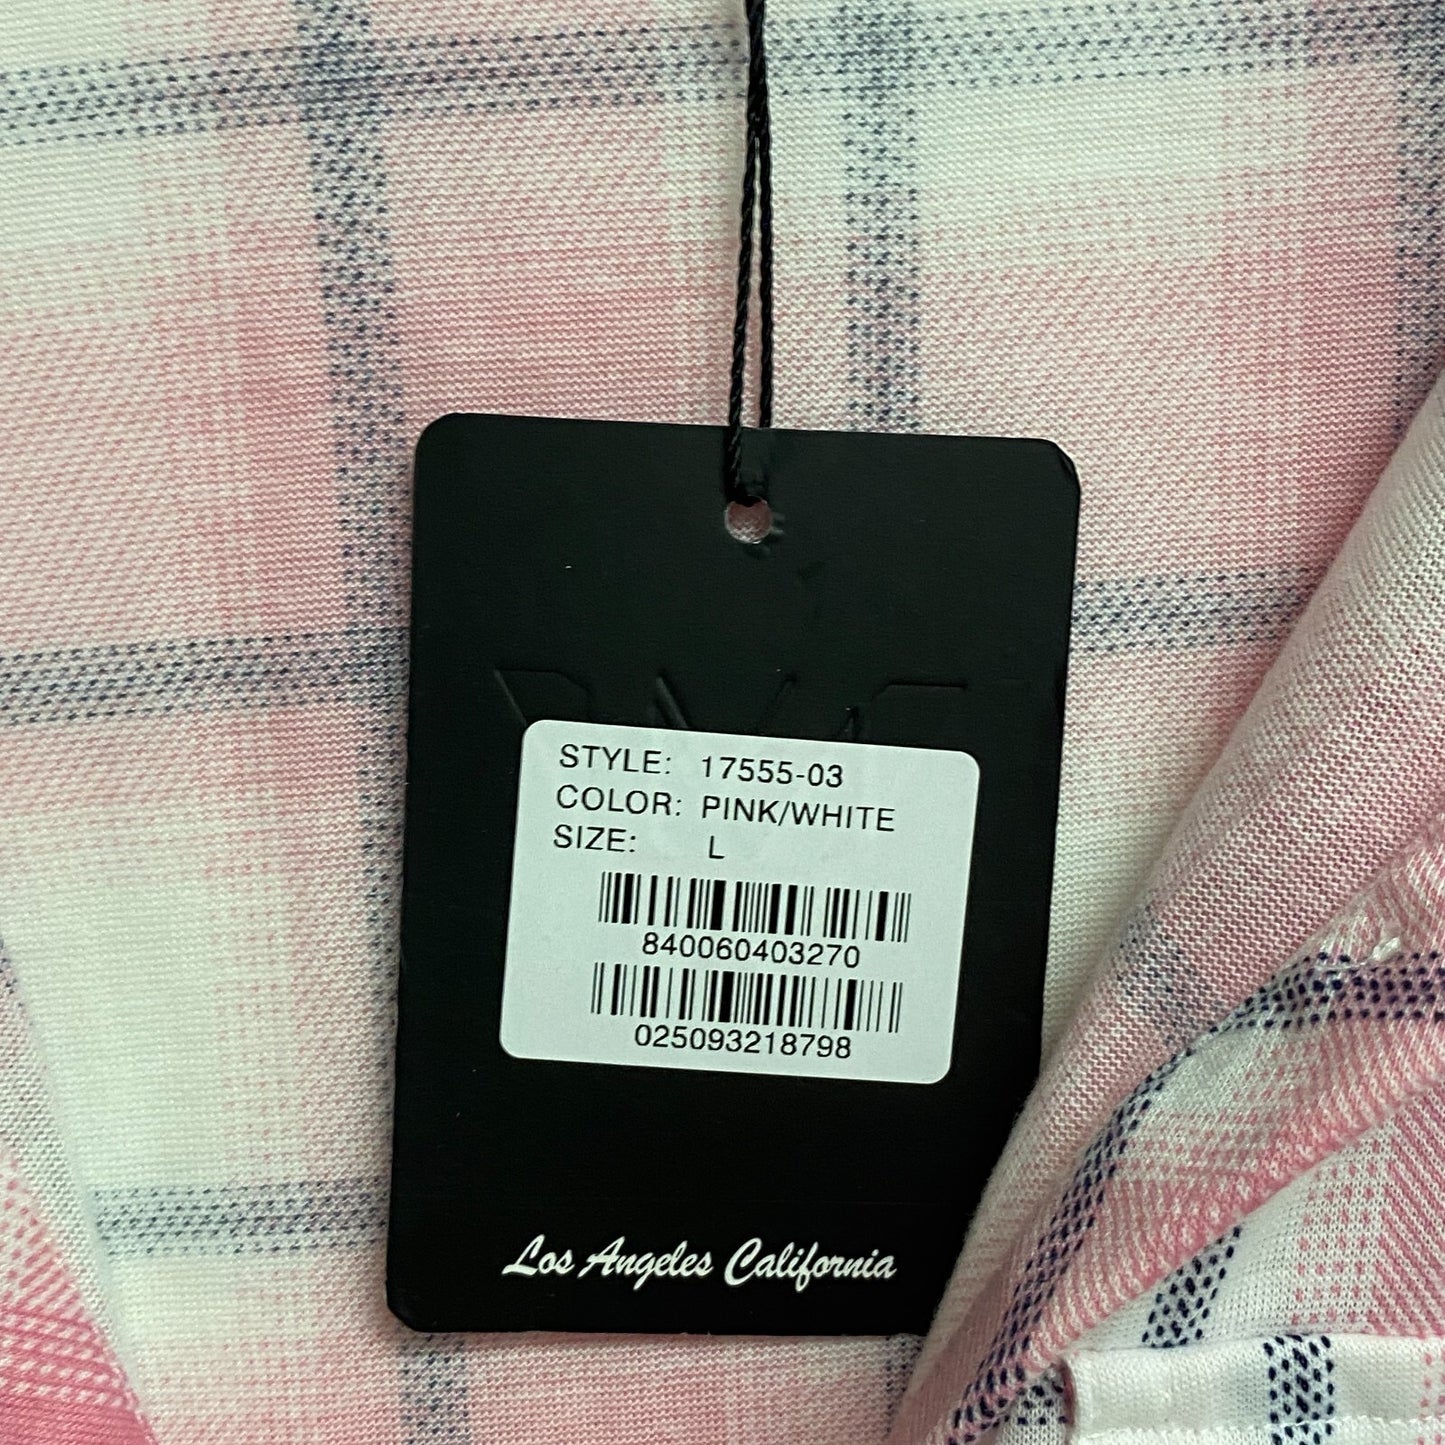 STYLE: 17555-03
COLOR: PINK/WHITE
SIZE: L
840060403270
025093218798
Los Angeles California